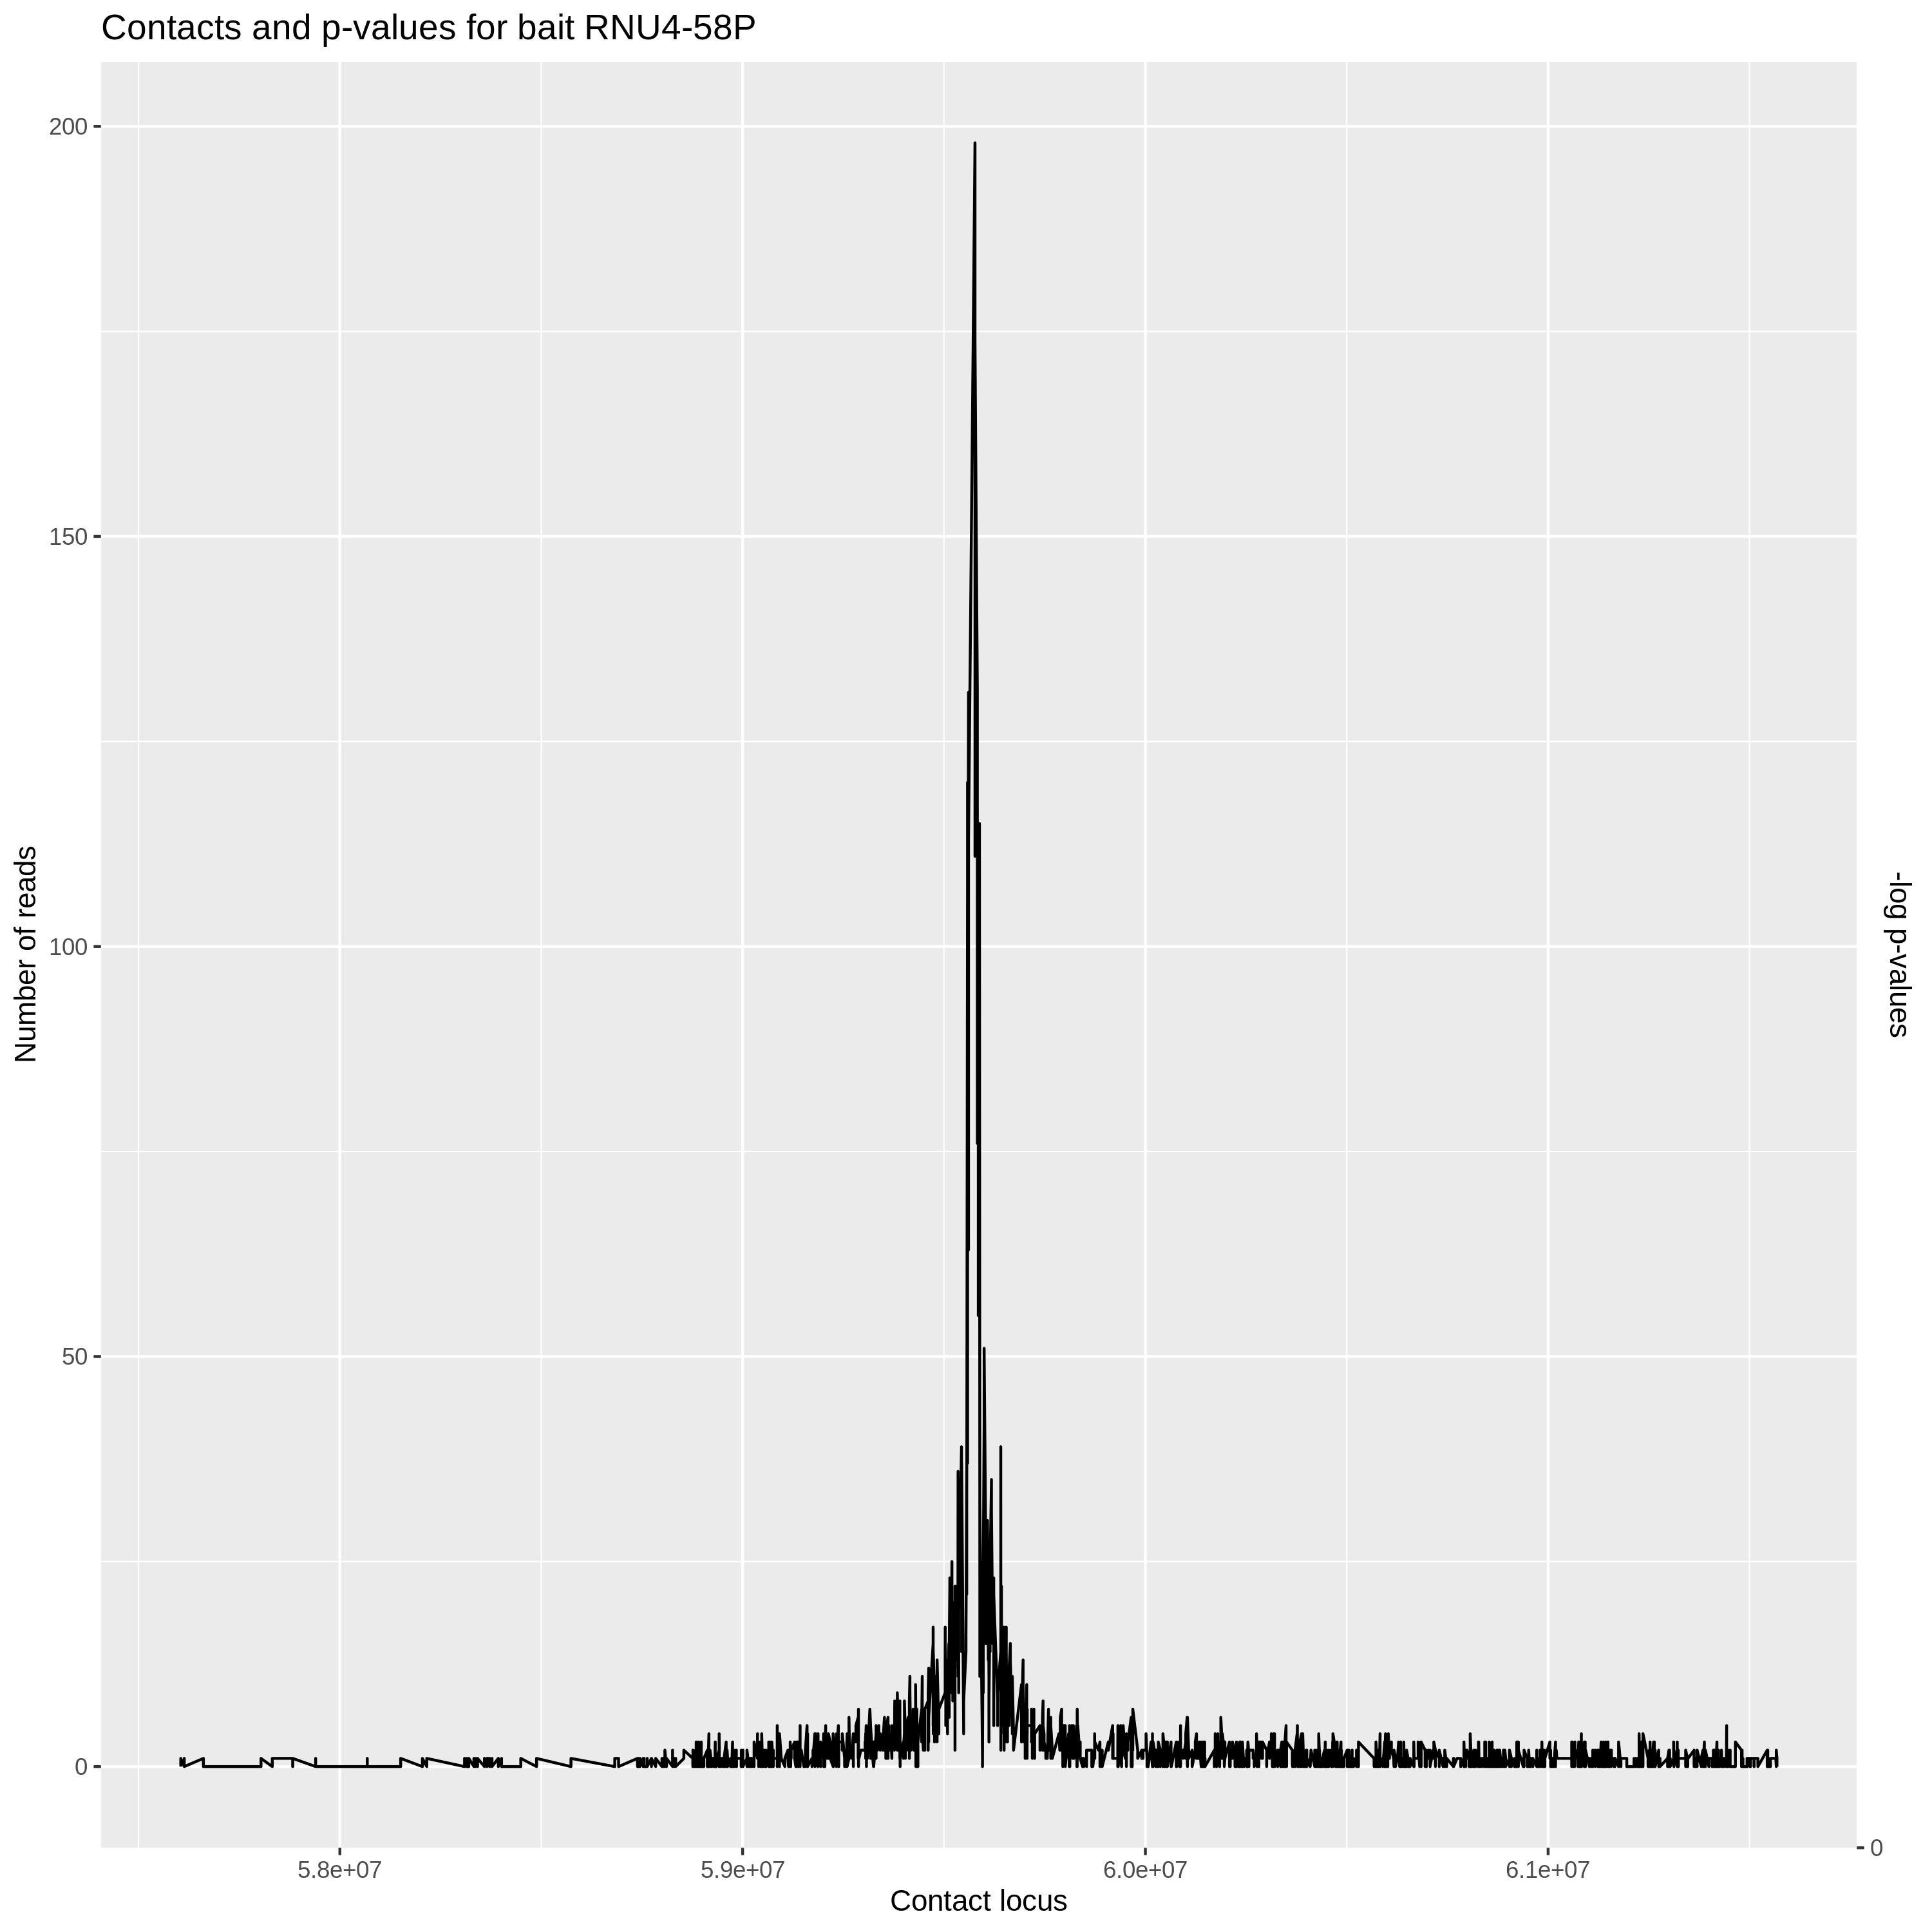 Contacts and p-values for bait RNU4-58P
200
150
100
50
0
Number of reads
-log p-values
0
5.8e+07
5.9e+07
6.0e+07
6.1e+07
Contact locus